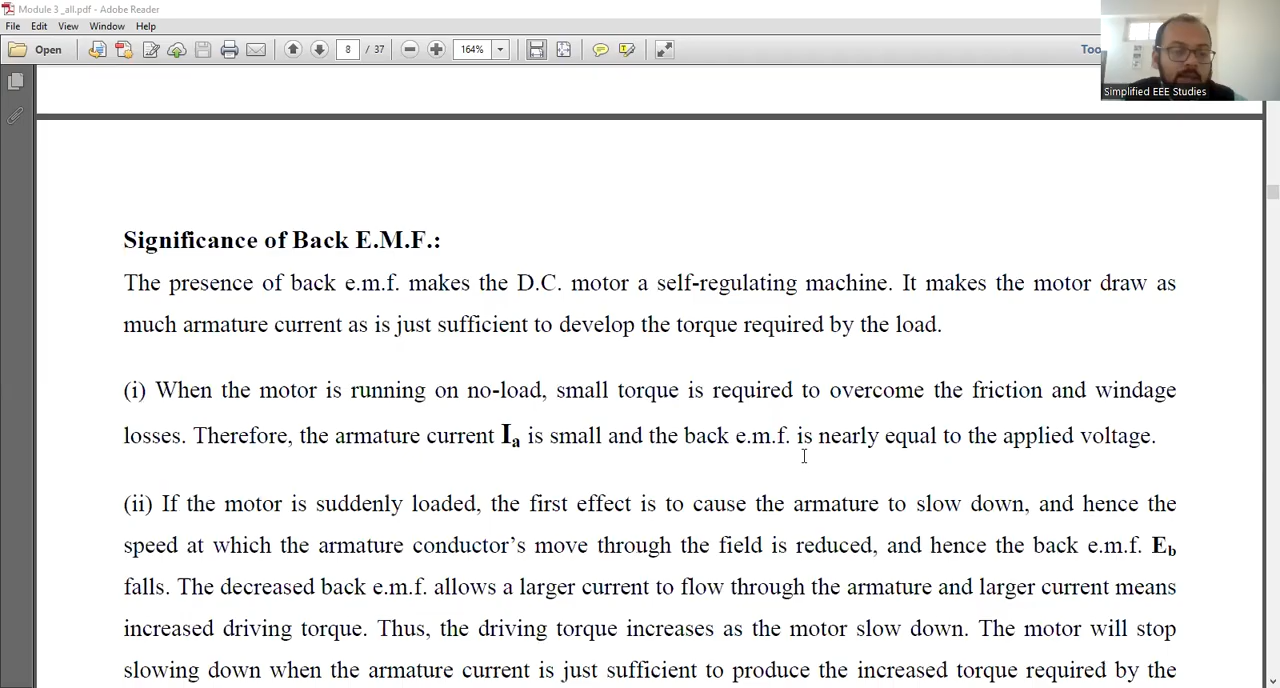 Module 3 _all.pdf - Adobe Reader
File Edit View Window Help
Open 8 / 37 164% Too
Simplified EEE Studies
Significance of Back E.M.F.:
The presence of back e.m.f. makes the D.C. motor a self-regulating machine. It makes the motor draw as
much armature current as is just sufficient to develop the torque required by the load.
(i) When the motor is running on no-load, small torque is required to overcome the friction and windage
losses. Therefore, the armature current Ia is small and the back e.m.f. is nearly equal to the applied voltage.
(ii) If the motor is suddenly loaded, the first effect is to cause the armature to slow down, and hence the
speed at which the armature conductor’s move through the field is reduced, and hence the back e.m.f. Eb
falls. The decreased back e.m.f. allows a larger current to flow through the armature and larger current means
increased driving torque. Thus, the driving torque increases as the motor slow down. The motor will stop
slowing down when the armature current is just sufficient to produce the increased torque required by the